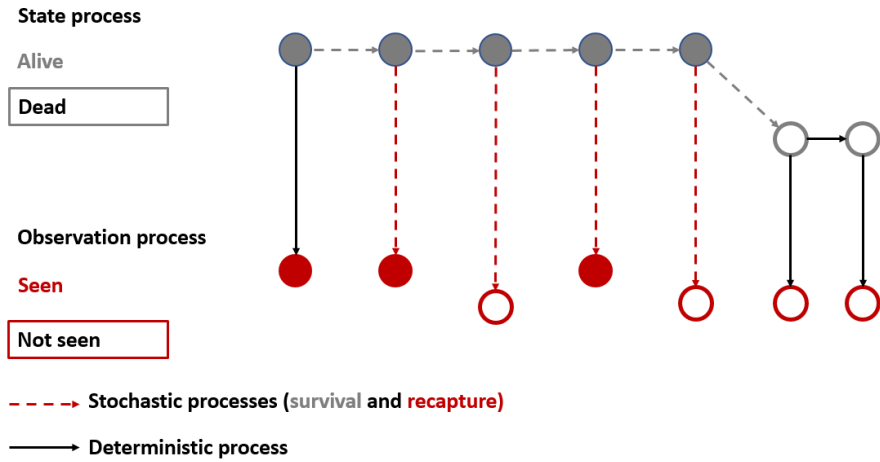 State process
Alive
Dead
Observation process
Seen
Not seen
Stochastic processes (survival and recapture)
Deterministic process